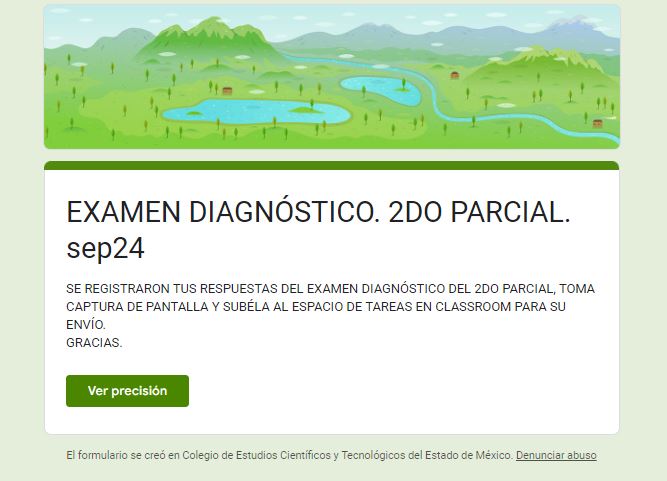 EXAMEN DIAGNÓSTICO. 2DO PARCIAL.
sep24
SE REGISTRARON TUS RESPUESTAS DEL EXAMEN DIAGNÓSTICO DEL 2DO PARCIAL, TOMA
CAPTURA DE PANTALLA Y SUBÉLA AL ESPACIO DE TAREAS EN CLASSROOM PARA SU
ENVÍO.
GRACIAS.
Ver precisión
El formulario se creó en Colegio de Estudios Científicos y Tecnológicos del Estado de México. Denunciar abuso